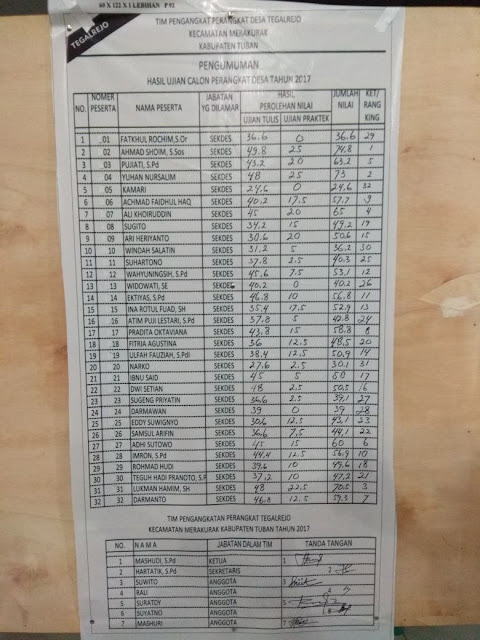 60 X 122 X 1 LEBIHAN P 92
TEGALREJO
TIM PENGANGKAT PERANGKAT DESA TEGALREJO
KECAMATAN MERAKURAK
KABUPATEN TUBAN
PENGUMUMAN
HASIL UJIAN CALON PERANGKAT DESA TAHUN 2017
NO. NOMER PESERTA NAMA PESERTA JABATAN YG DILAMAR HASIL PEROLEHAN NILAI JUMLAH NILAI KET/ RANG KING
UJIAN TULIS UJIAN PRAKTEK
1 01 FATKHUL ROCHIM,S.Or SEKDES 36.6 0 36.6 29
2 02 AHMAD SHOIM, S.Sos SEKDES 49.8 25 74,8 1
3 03 PUJIATI, S.Pd SEKDES 43.2 20 63,2 5
4 04 YUHAN NURSALIM SEKDES 48 25 73 2
5 05 KAMARI SEKDES 24,6 0 24,6 32
6 06 ACHMAD FAIDHUL HAQ SEKDES 40,2 17.5 57.7 9
7 07 ALI KHOIRUDDIN SEKDES 45 20 65 4
8 08 SUGITO SEKDES 34,2 15 49,2 19
9 09 ARI HERIYANTO SEKDES 30.6 20 50,6 15
10 10 WINDAH SALATIN SEKDES 31,2 5 36,2 30
11 11 SUHARTONO SEKDES 37.8 2.5 40.3 25
12 12 WAHYUNINGSIH, S.Pd SEKDES 45,6 7.5 53,1 12
13 13 WIDOWATI, SE SEKDES 40.2 0 40,2 26
14 14 EKTIYAS, S.Pd SEKDES 46.8 10 56.8 11
15 15 INA ROTUL FUAD, SH SEKDES 35,4 17.5 52.9 13
16 16 ATIM PUJI LESTARI, S.Pd SEKDES 37,8 5 42.8 24
17 17 PRADITA OKTAVIANA SEKDES 43,8 15 58.8 8
18 18 FITRIA AGUSTINA SEKDES 36 12.5 48,5 20
19 19 ULFAH FAUZIAH, S.PdI SEKDES 38.4 12.5 50,9 14
20 20 NARKO SEKDES 27.6 2.5 30.1 31
21 21 IBNU SAID SEKDES 45 5 50 17
22 22 DWI SETIAN SEKDES 48 2.5 50,5 16
23 23 SUGENG PRIYATIN SEKDES 36,6 2.5 39,1 27
24 24 DARMAWAN SEKDES 39 0 39 28
25 25 EDDY SUWIGNYO SEKDES 30,6 12.5 43,1 23
26 26 SAMSUL ARIFIN SEKDES 36,6 7,5 44,1 22
27 27 ADHI SUTOWO SEKDES 45 15 60 6
28 28 IMRON, S.Pd SEKDES 44.4 12.5 56,9 10
29 29 ROHMAD HUDI SEKDES 39,6 10 49,6 18
30 30 TEGUH HADI PRANOTO, S.P SEKDES 37,2 10 47,2 21
31 31 LUKMAN HAMIM, SH SEKDES 48 22.5 70,5 3
32 32 DARMANTO SEKDES 46.8 12.5 59.3 7
TIM PENGANGKATAN PERANGKAT TEGALREJO
KECAMATAN MERAKURAK KABUPATEN TUBAN TAHUN 2017
NO. N A M A JABATAN DALAM TIM TANDA TANGAN
1 MASHUDI, S.Pd KETUA 1
2 HARTATIK, S.Pd SEKRETARIS 2
3 SUWITO ANGGOTA 3
4 BALI ANGGOTA 4
5 SURATOY ANGGOTA 5
6 SUYATNO ANGGOTA 6
7 MASHURI ANGGOTA 7